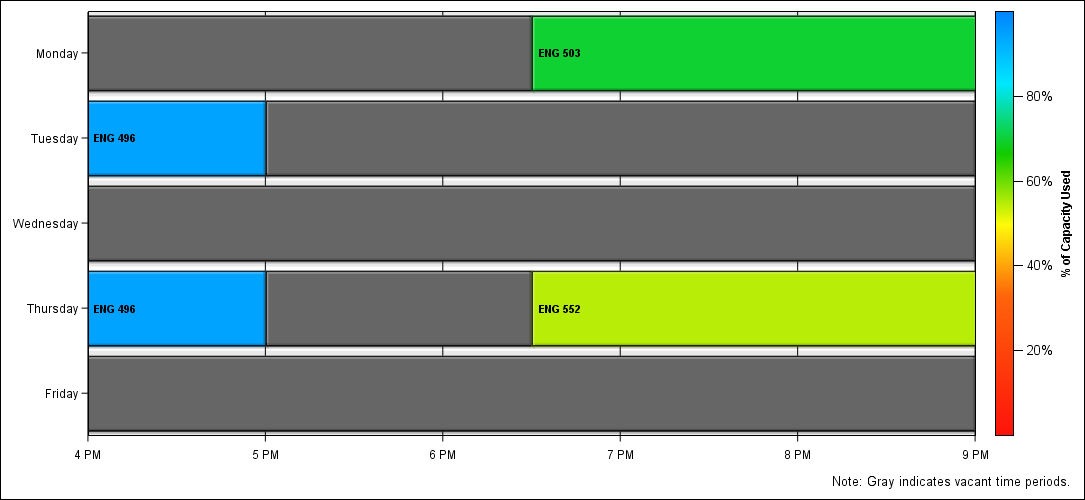 Monday
ENG 503
Tuesday
ENG 496
Wednesday
Thursday
ENG 496
ENG 552
Friday
4 PM
5 PM
6 PM
7 PM
8 PM
9 PM
80%
60%
40%
20%
% of Capacity Used
Note: Gray indicates vacant time periods.